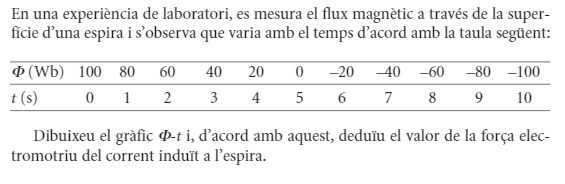 En una experiència de laboratori, es mesura el flux magnètic a través de la super-
fície d'una espira i s'observa que varia amb el temps d'acord amb la taula següent:
Φ (Wb) 100 80 60 40 20 0 –20 –40 –60 –80 –100
t (s) 0 1 2 3 4 5 6 7 8 9 10
Dibuixeu el gràfic Φ-t i, d'acord amb aquest, deduïu el valor de la força elec-
tromotriu del corrent induït a l'espira.